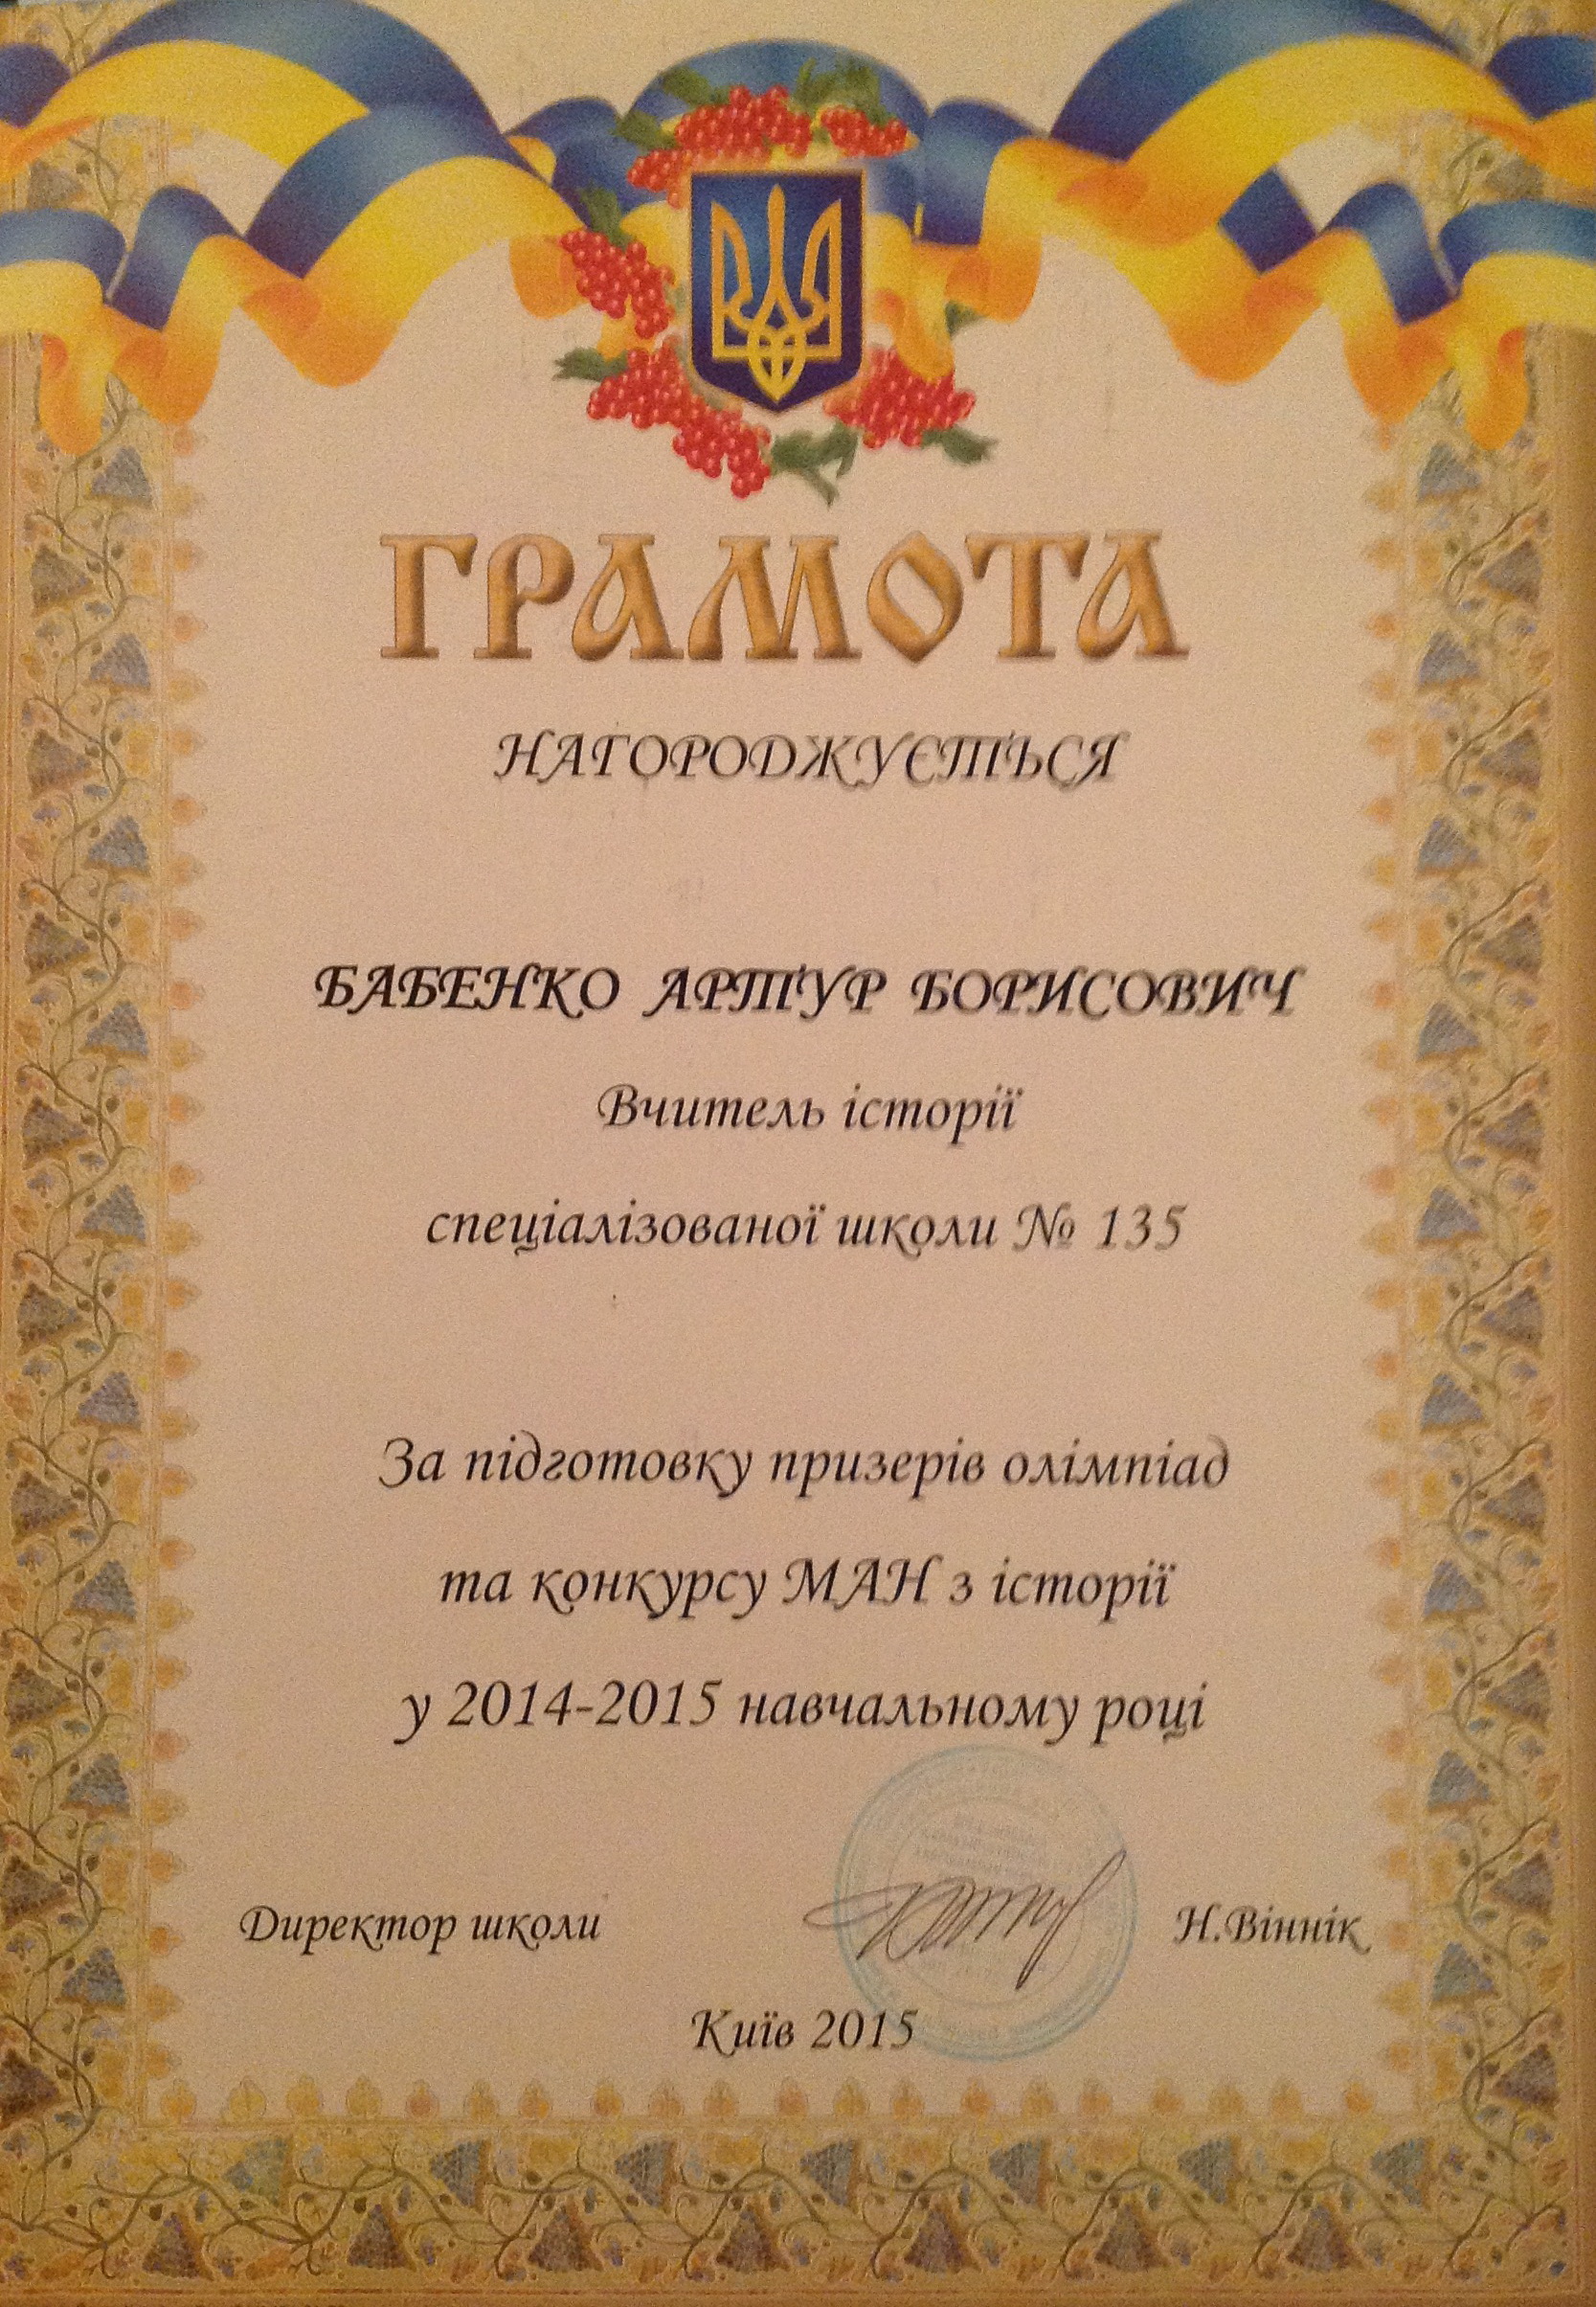 ГРАМОТА
НАГОРОДЖУЄТЬСЯ
БАБЕНКО АРТУР БОРИСОВИЧ
Вчитель історії
спеціалізованої школи № 135
За підготовку призерів олімпіад
та конкурсу МАН з історії
у 2014-2015 навчальному році
Директор школи Н.Віннік
Київ 2015